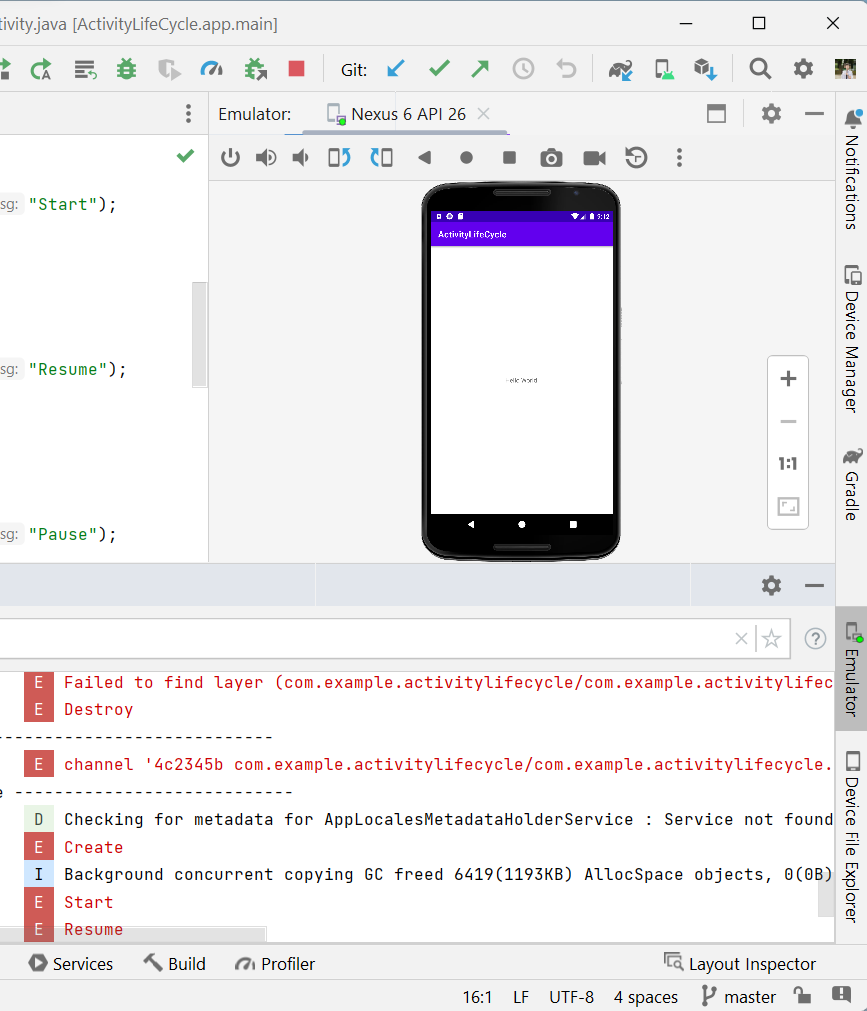 tivity.java [ActivityLifeCycle.app.main]
Git:
Emulator: Nexus 6 API 26
sg: "Start");
sg: "Resume");
sg: "Pause");
9:12
ActivityLifeCycle
Hello World!
1:1
Notifications
Device Manager
Gradle
Emulator
Device File Explorer
E Failed to find layer (com.example.activitylifecycle/com.example.activitylifec
E Destroy
---------------------------
E channel '4c2345b com.example.activitylifecycle/com.example.activitylifecycle.
e ----------------------------
D Checking for metadata for AppLocalesMetadataHolderService : Service not found
E Create
I Background concurrent copying GC freed 6419(1193KB) AllocSpace objects, 0(0B)
E Start
E Resume
Services Build Profiler Layout Inspector
16:1 LF UTF-8 4 spaces master